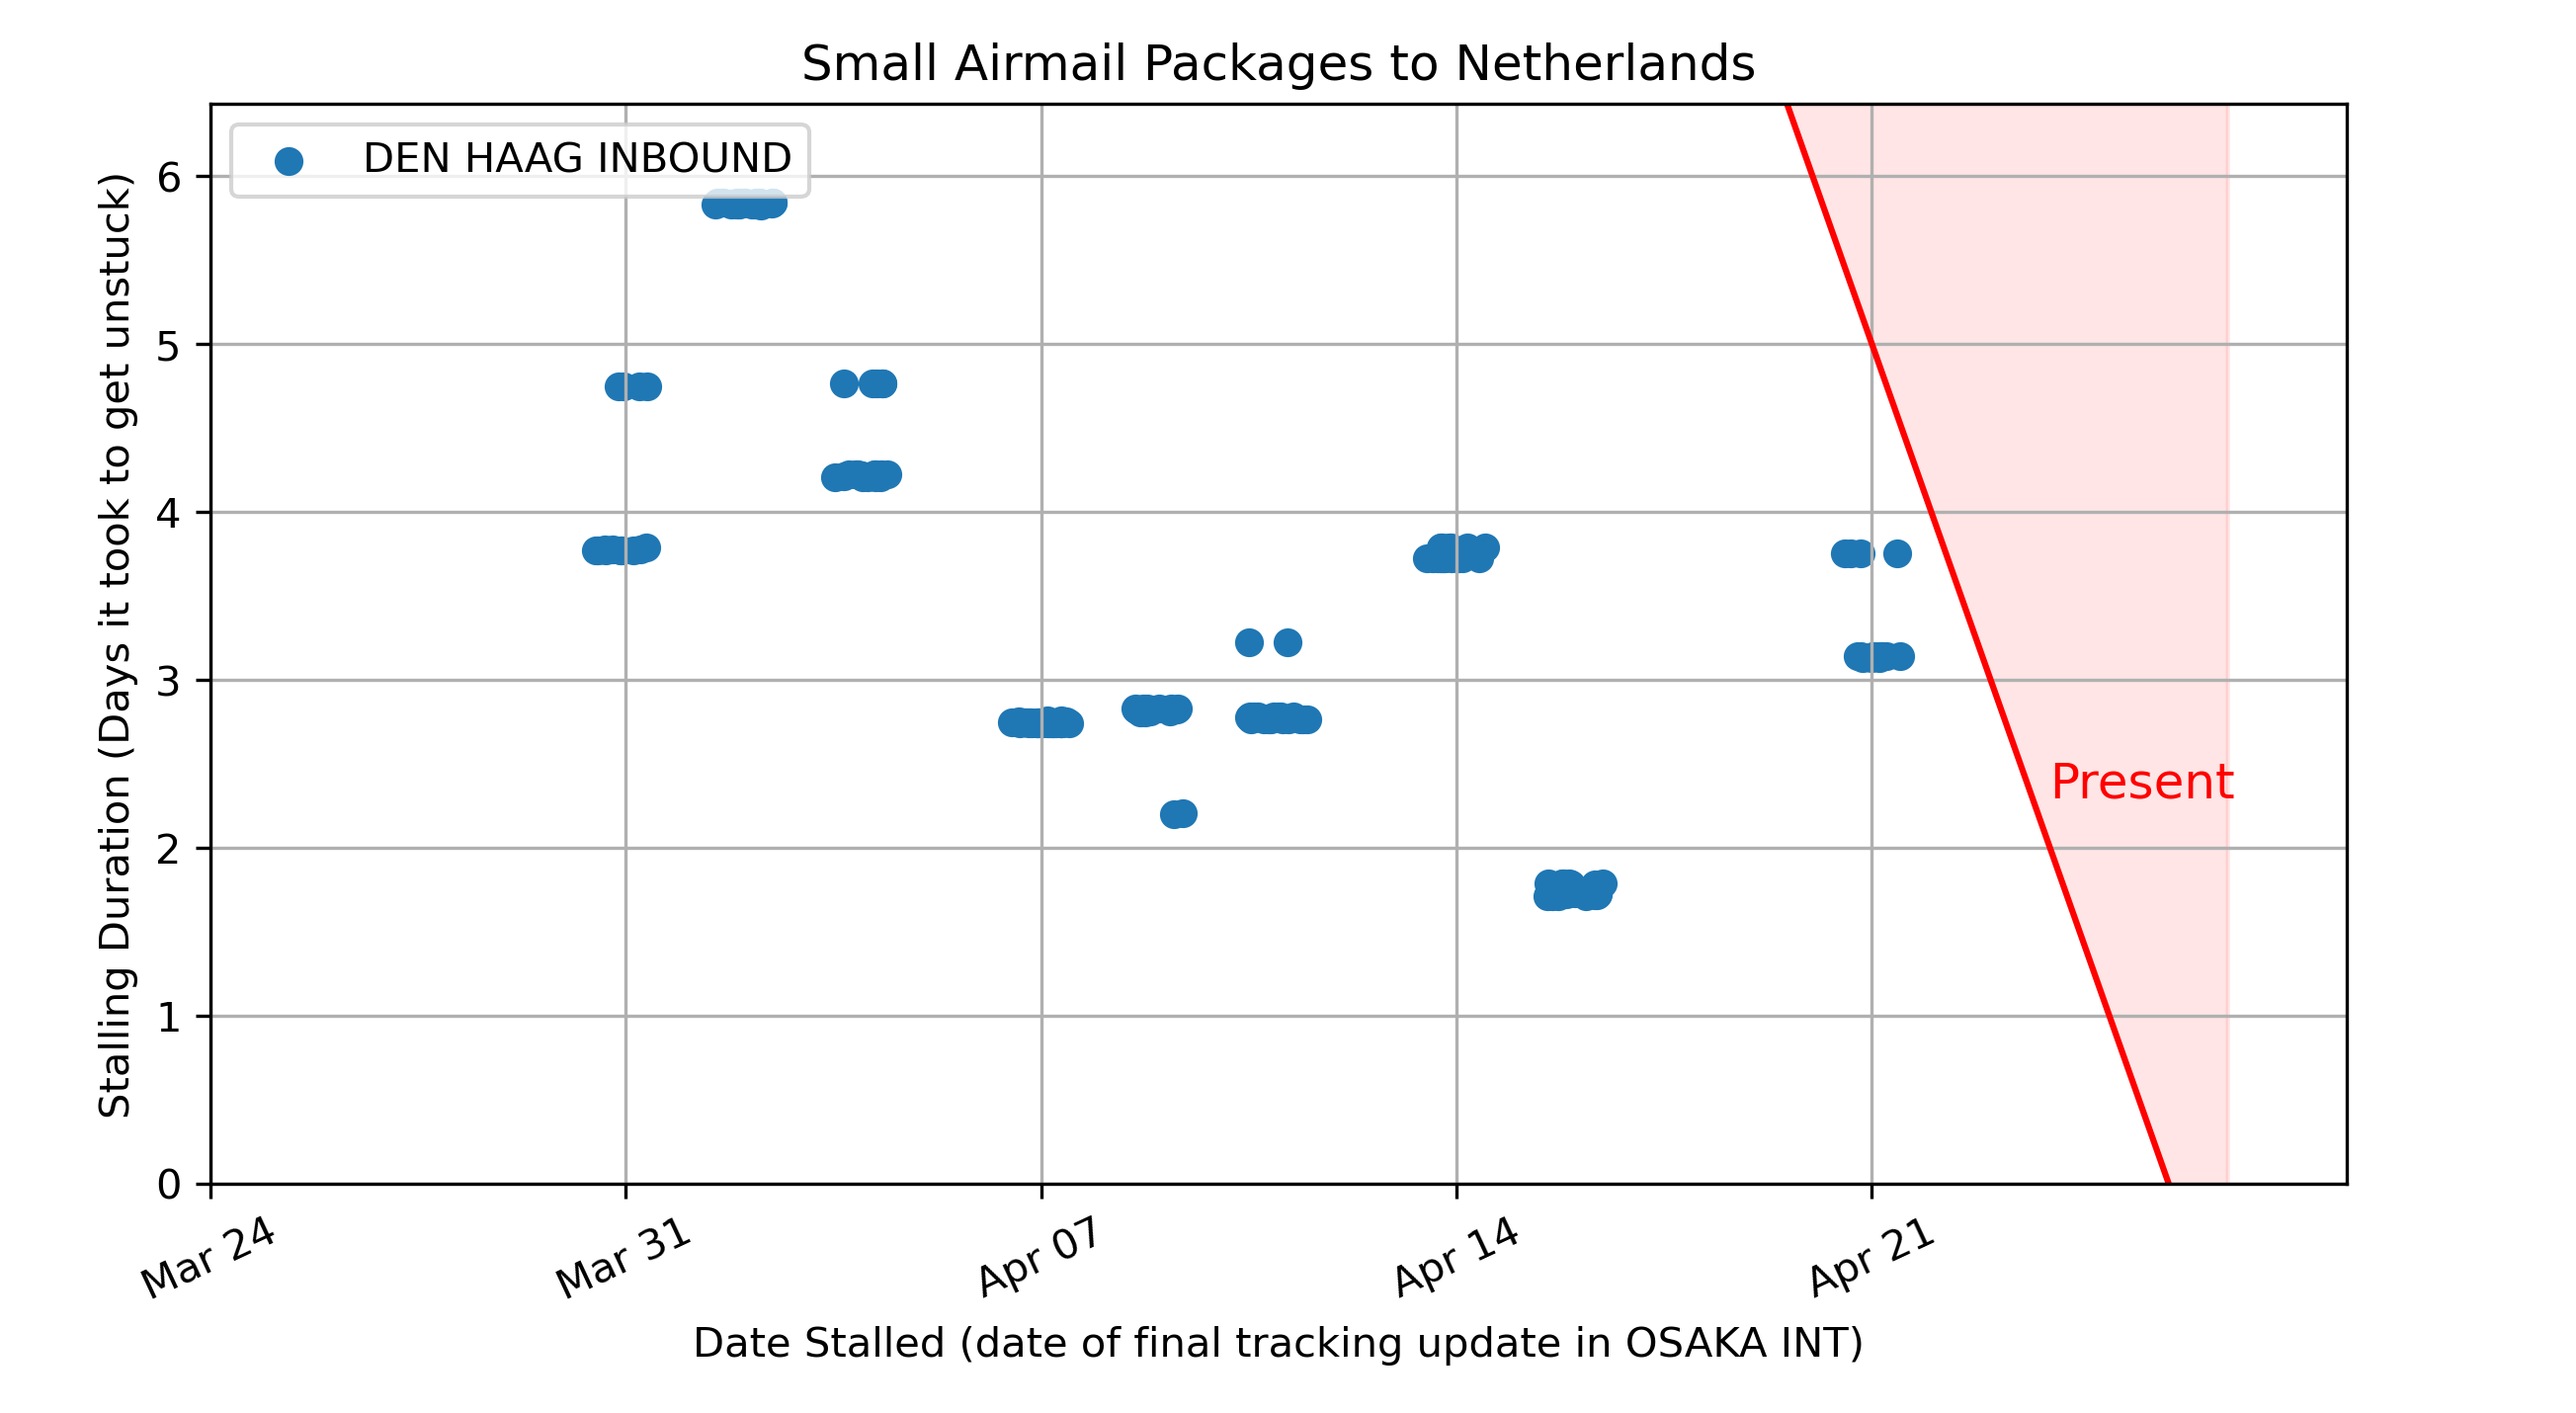 Small Airmail Packages to Netherlands
DEN HAAG INBOUND
Stalling Duration (Days it took to get unstuck)
6
5
4
3
2
1
0
Present
Mar 24
Mar 31
Apr 07
Apr 14
Apr 21
Date Stalled (date of final tracking update in OSAKA INT)